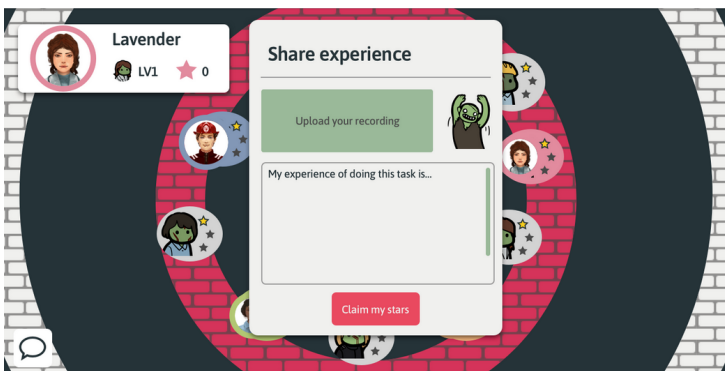 Lavender
LV1 0
Share experience
Upload your recording
My experience of doing this task is...
Claim my stars